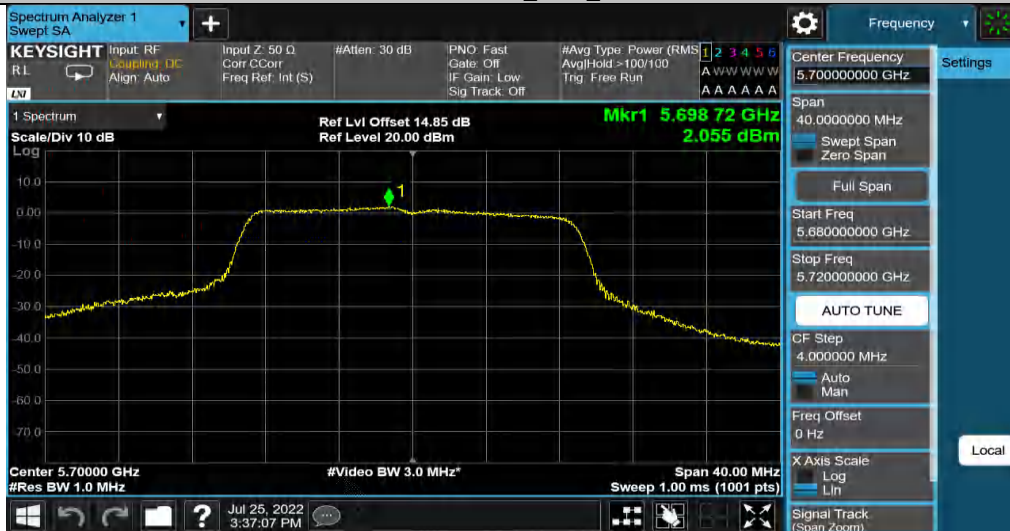 Spectrum Analyzer 1
Swept SA
+
Frequency
KEYSIGHT
RL
LXI
Input: RF
Coupling: DC
Align: Auto
Input Z: 50 Ω
Corr CCorr
Freq Ref: Int (S)
#Atten: 30 dB
PNO: Fast
Gate: Off
IF Gain: Low
Sig Track: Off
#Avg Type: Power (RMS
Avg|Hold >100/100
Trig: Free Run
1 2 3 4 5 6
A W W W W W
A A A A A A
1 Spectrum
Scale/Div 10 dB
Log
Ref Lvl Offset 14.85 dB
Ref Level 20.00 dBm
Mkr1 5.698 72 GHz
2.055 dBm
1
10.0
0.00
-10.0
-20.0
-30.0
-40.0
-50.0
-60.0
-70.0
Center 5.70000 GHz
#Res BW 1.0 MHz
#Video BW 3.0 MHz*
Span 40.00 MHz
Sweep 1.00 ms (1001 pts)
Center Frequency
5.700000000 GHz
Settings
Span
40.0000000 MHz
Swept Span
Zero Span
Full Span
Start Freq
5.680000000 GHz
Stop Freq
5.720000000 GHz
AUTO TUNE
CF Step
4.000000 MHz
Auto
Man
Freq Offset
0 Hz
X Axis Scale
Log
Lin
Local
Signal Track
(Span Zoom)
?
Jul 25, 2022
3:37:07 PM